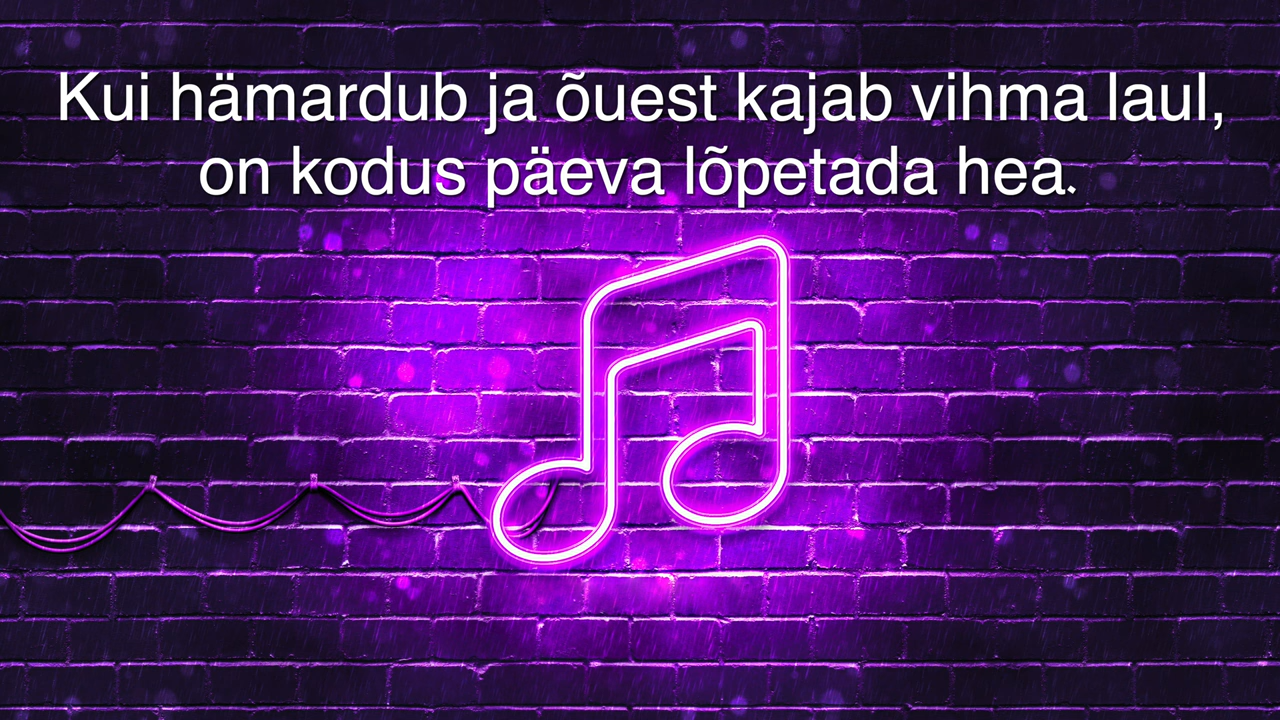 Kui hämardub ja õuest kajab vihma laul,
on kodus päeva lõpetada hea.